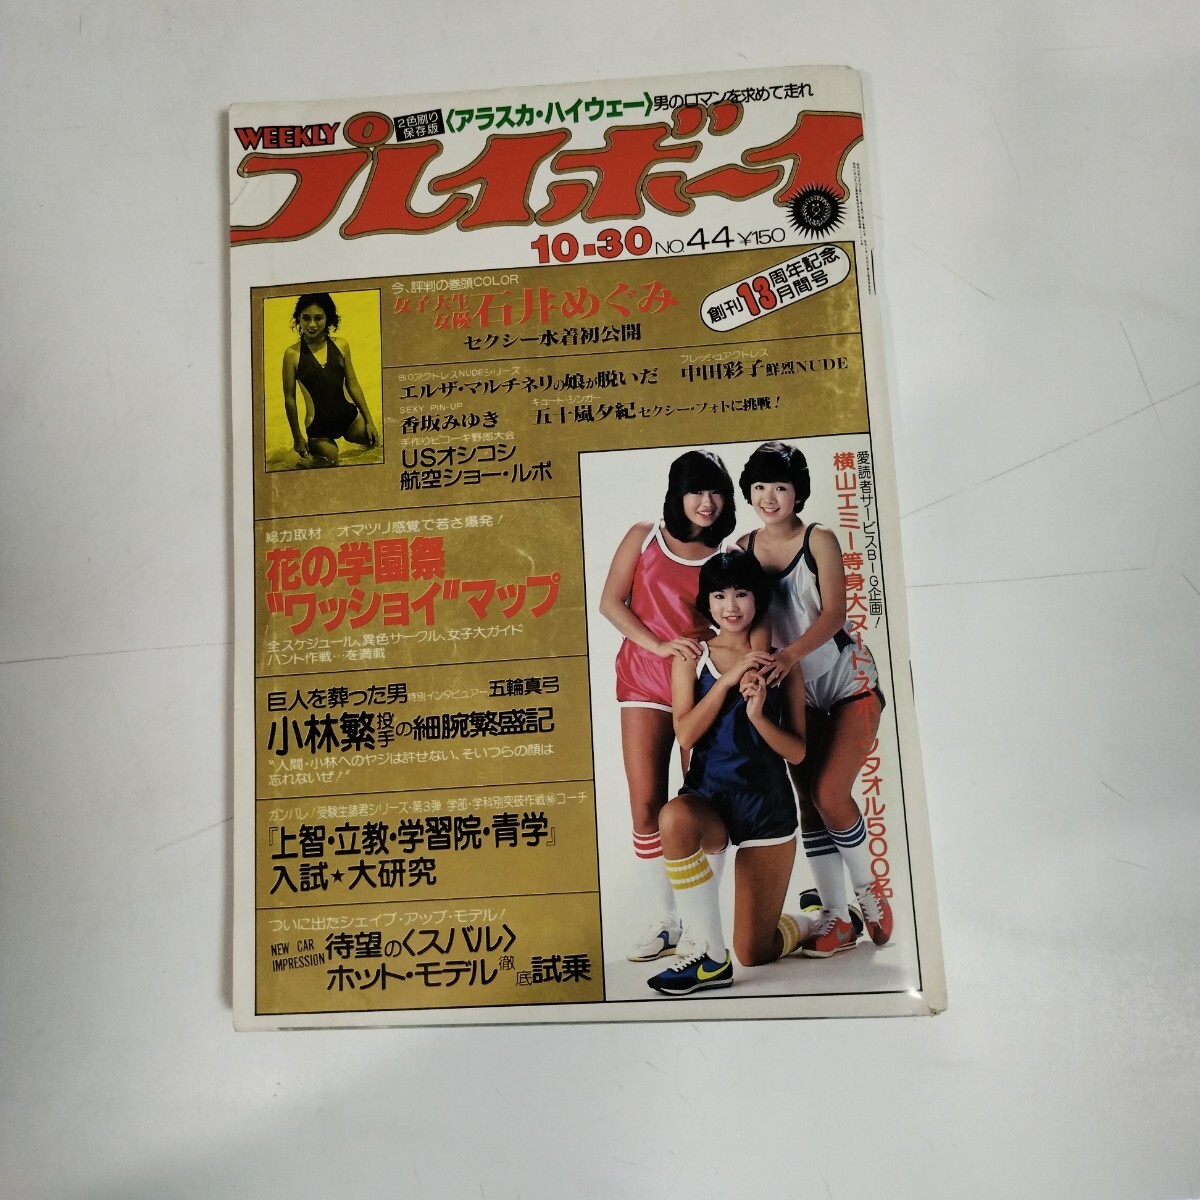 2色刷り
保存版
〈アラスカ・ハイウェー〉男のロマンを求めて走れ
WEEKLY
プレイボーイ
10-30 NO.44 ¥150
創刊13周年記念
月間号
今、評判の巻頭COLOR
女子大生
女優
石井めぐみ
セクシー水着初公開
BIGアクトレスNUDEシリーズ
エルザ・マルチネリの娘が脱いだ
フレッシュアクトレス
中田彩子鮮烈NUDE
SEXY PIN-UP
香坂みゆき
キュート・シンガー
五十嵐夕紀セクシー・フォトに挑戦!
手作りヒコーキ野郎大会
USオシコシ
航空ショー・ルポ
総力取材/オマツリ感覚で若さ爆発!
花の学園祭
"ワッショイ"マップ
全スケジュール、異色サークル、女子大ガイド
ハント作戦…を満載
巨人を葬った男 特別インタビュアー 五輪真弓
小林繁投手の細腕繁盛記
"人間・小林へのヤジは許せない、そいつらの顔は
忘れないぜ!"
ガンバレ/受験生諸君シリーズ・第3弾 学部・学科別突破作戦㊙コーチ
『上智・立教・学習院・青学』
入試★大研究
ついに出たシェイプ・アップ・モデル!
NEW CAR
IMPRESSION
待望の〈スバル〉
ホット・モデル徹底試乗
愛読者サービスBIG企画!
横山エミー等身大ヌード・スポーツタオル500名